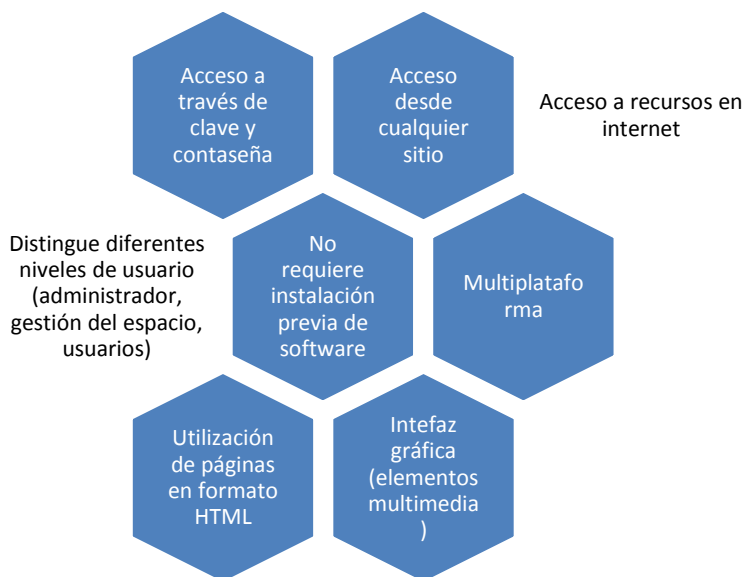 Acceso a
través de
clave y
contaseña
Acceso
desde
cualquier
sitio
Acceso a recursos en
internet
Distingue diferentes
niveles de usuario
(administrador,
gestión del espacio,
usuarios)
No
requiere
instalación
previa de
software
Multiplatafo
rma
Utilización
de páginas
en formato
HTML
Intefaz
gráfica
(elementos
multimedia
)